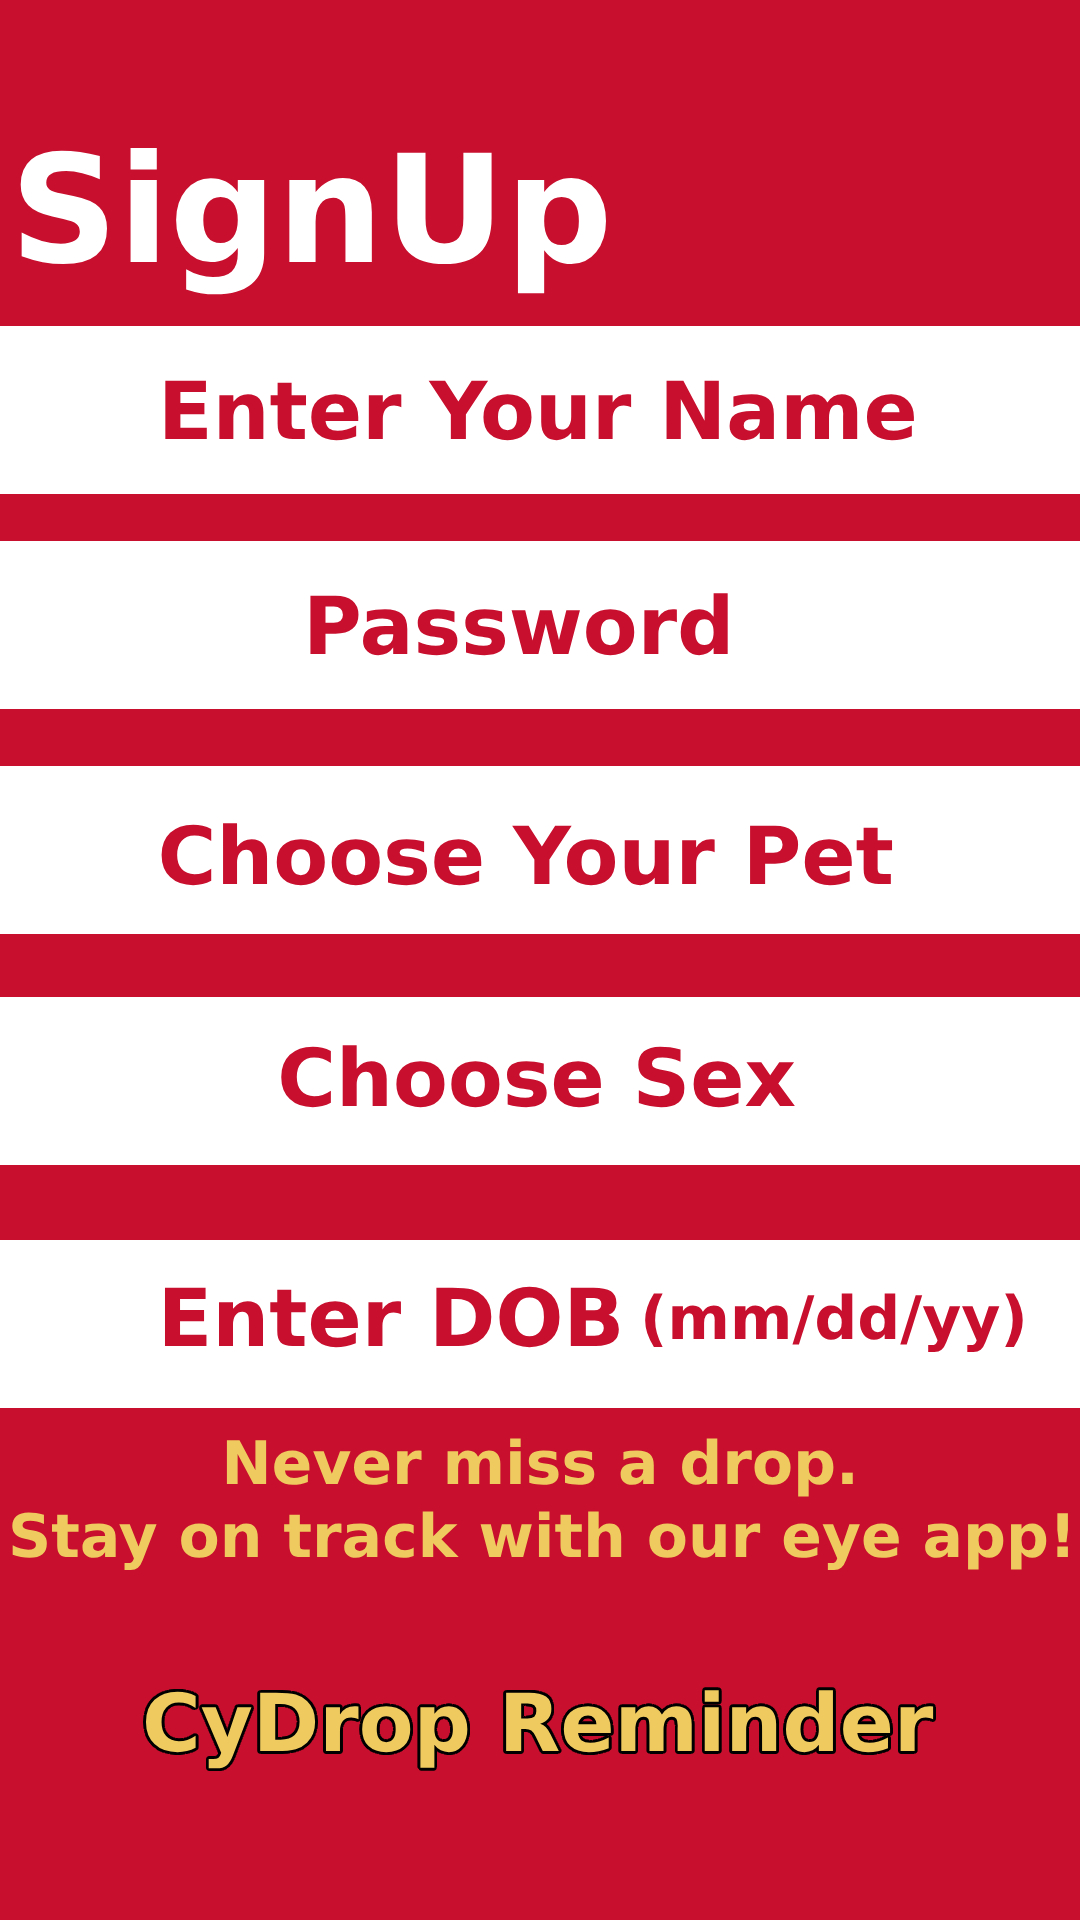 SignUp
Enter Your Name
Password
Choose Your Pet
Choose Sex
Enter DOB (mm/dd/yy)
Never miss a drop.
Stay on track with our eye app!
CyDrop Reminder